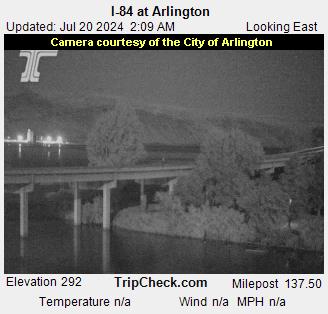 I-84 at Arlington
Updated: Jul 20 2024 2:09 AM Looking East
Camera courtesy of the City of Arlington
Elevation 292 TripCheck.com Milepost 137.50
Temperature n/a Wind n/a MPH n/a